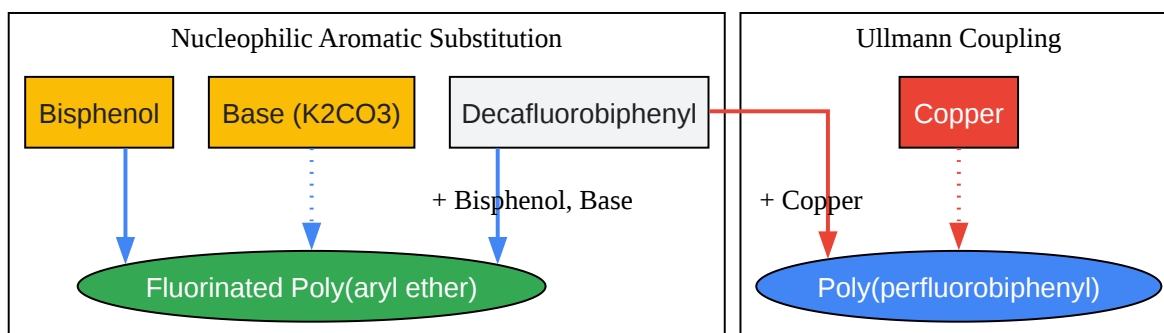 Nucleophilic Aromatic Substitution
Ullmann Coupling
Bisphenol
Base (K2CO3)
Decafluorobiphenyl
Copper
+ Bisphenol, Base
+ Copper
Fluorinated Poly(aryl ether)
Poly(perfluorobiphenyl)